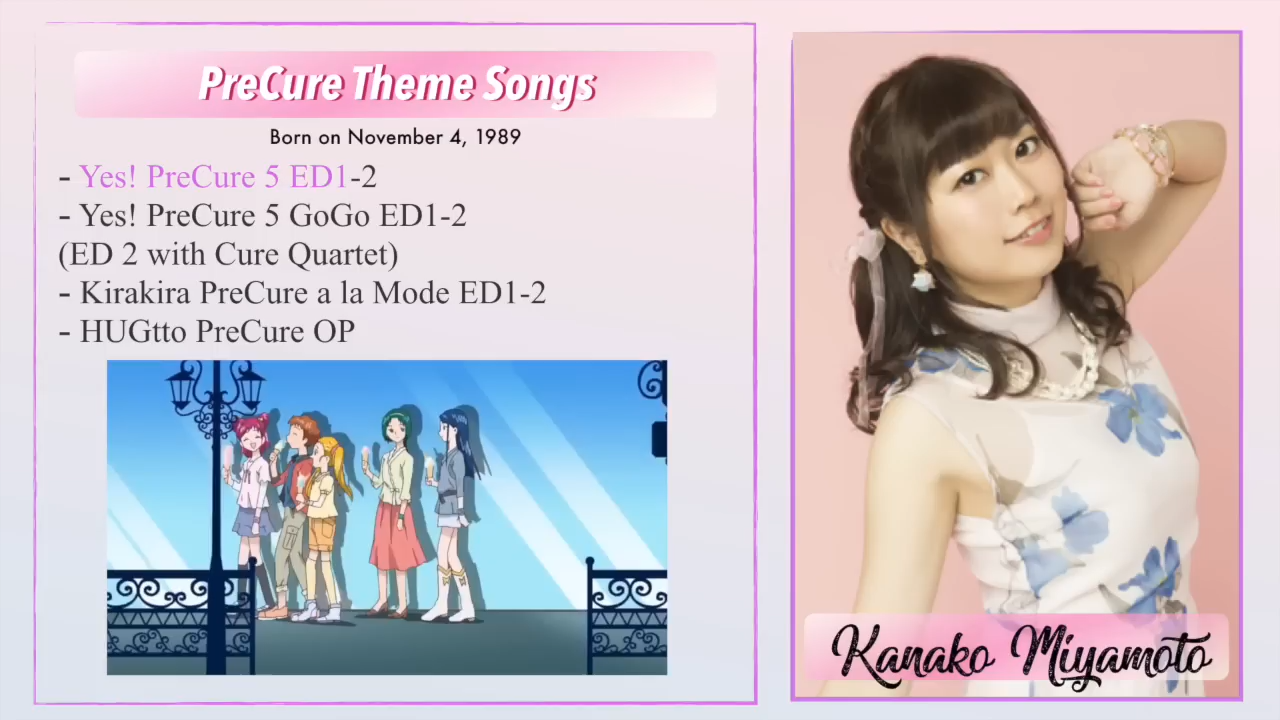 PreCure Theme Songs
Born on November 4, 1989
- Yes! PreCure 5 ED1-2
- Yes! PreCure 5 GoGo ED1-2
(ED 2 with Cure Quartet)
- Kirakira PreCure a la Mode ED1-2
- HUGtto PreCure OP
Kanako Miyamoto